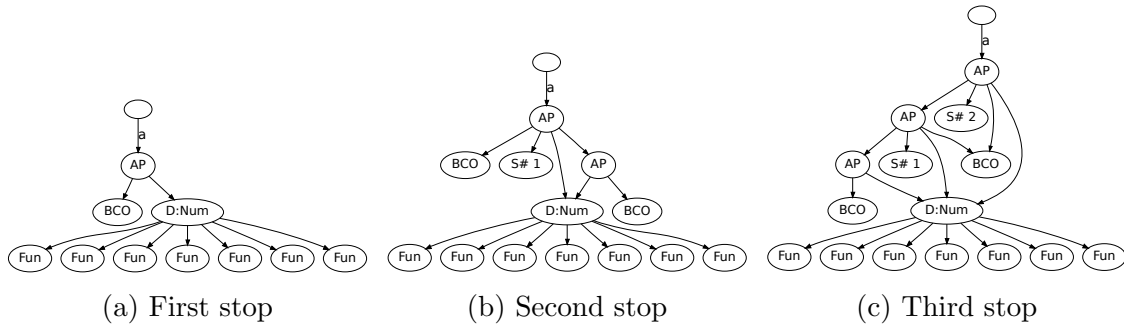 a
AP
BCO
D:Num
Fun Fun Fun Fun Fun Fun Fun
(a) First stop
a
AP
BCO S# 1 AP
D:Num BCO
Fun Fun Fun Fun Fun Fun Fun
(b) Second stop
a
AP
AP S# 2
AP S# 1 BCO
BCO D:Num
Fun Fun Fun Fun Fun Fun Fun
(c) Third stop